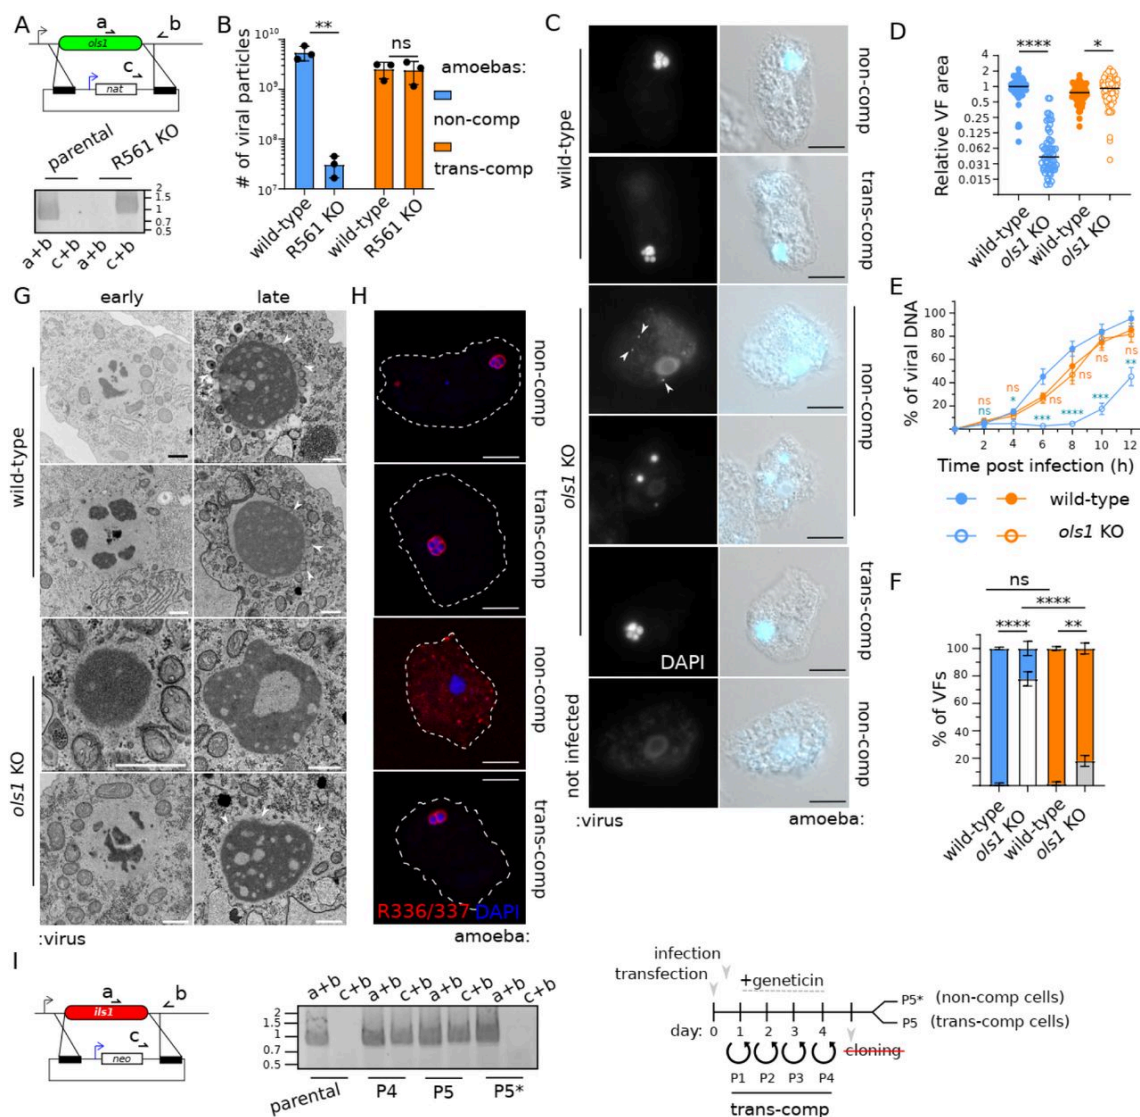 A
a
b
ols1
c
nat
parental
R561 KO
2
1.5
1
0.7
0.5
a+b
c+b
a+b
c+b
B
# of viral particles
10^10
10^9
10^8
10^7
**
ns
amoebas:
non-comp
trans-comp
wild-type
R561 KO
wild-type
R561 KO
C
wild-type
non-comp
trans-comp
ols1 KO
non-comp
trans-comp
DAPI
not infected
non-comp
:virus
amoeba:
D
Relative VF area
2
1
0.5
0.25
0.125
0.062
0.031
0.015
****
*
wild-type
ols1 KO
wild-type
ols1 KO
E
% of viral DNA
100
80
60
40
20
ns
ns
ns
*
ns
***
ns
****
ns
***
ns
**
2 4 6 8 10 12
Time post infection (h)
wild-type
ols1 KO
F
ns
****
**** **
% of VFs
100
80
60
40
20
wild-type
ols1 KO
wild-type
ols1 KO
G
early late
wild-type
ols1 KO
:virus
H
non-comp
trans-comp
non-comp
trans-comp
R336/337 DAPI
amoeba:
I
a
b
ils1
c
neo
a+b c+b a+b c+b a+b c+b a+b c+b
2
1.5
1
0.7
0.5
parental P4 P5 P5*
infection
transfection
+geneticin
P5* (non-comp cells)
P5 (trans-comp cells)
day: 0 1 2 3 4
cloning
P1 P2 P3 P4
trans-comp